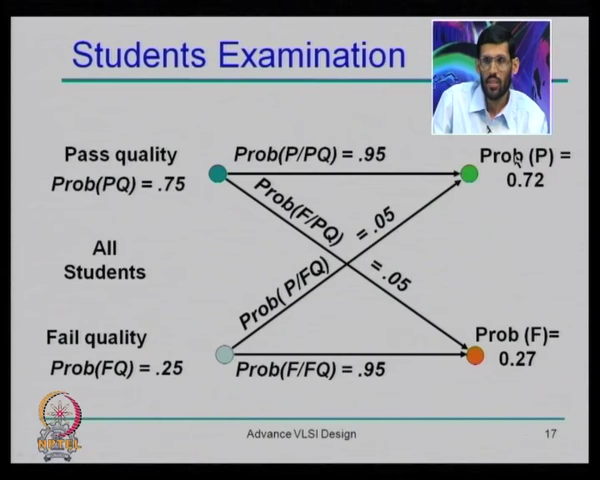 Students Examination
Pass quality
Prob(PQ) = .75
Prob(P/PQ) = .95
Prob (P) =
0.72
Prob(F/PQ) = .05
All
Students
Prob( P/FQ) = .05
Fail quality
Prob(FQ) = .25
Prob(F/FQ) = .95
Prob (F)=
0.27
NPTEL
Advance VLSI Design
17